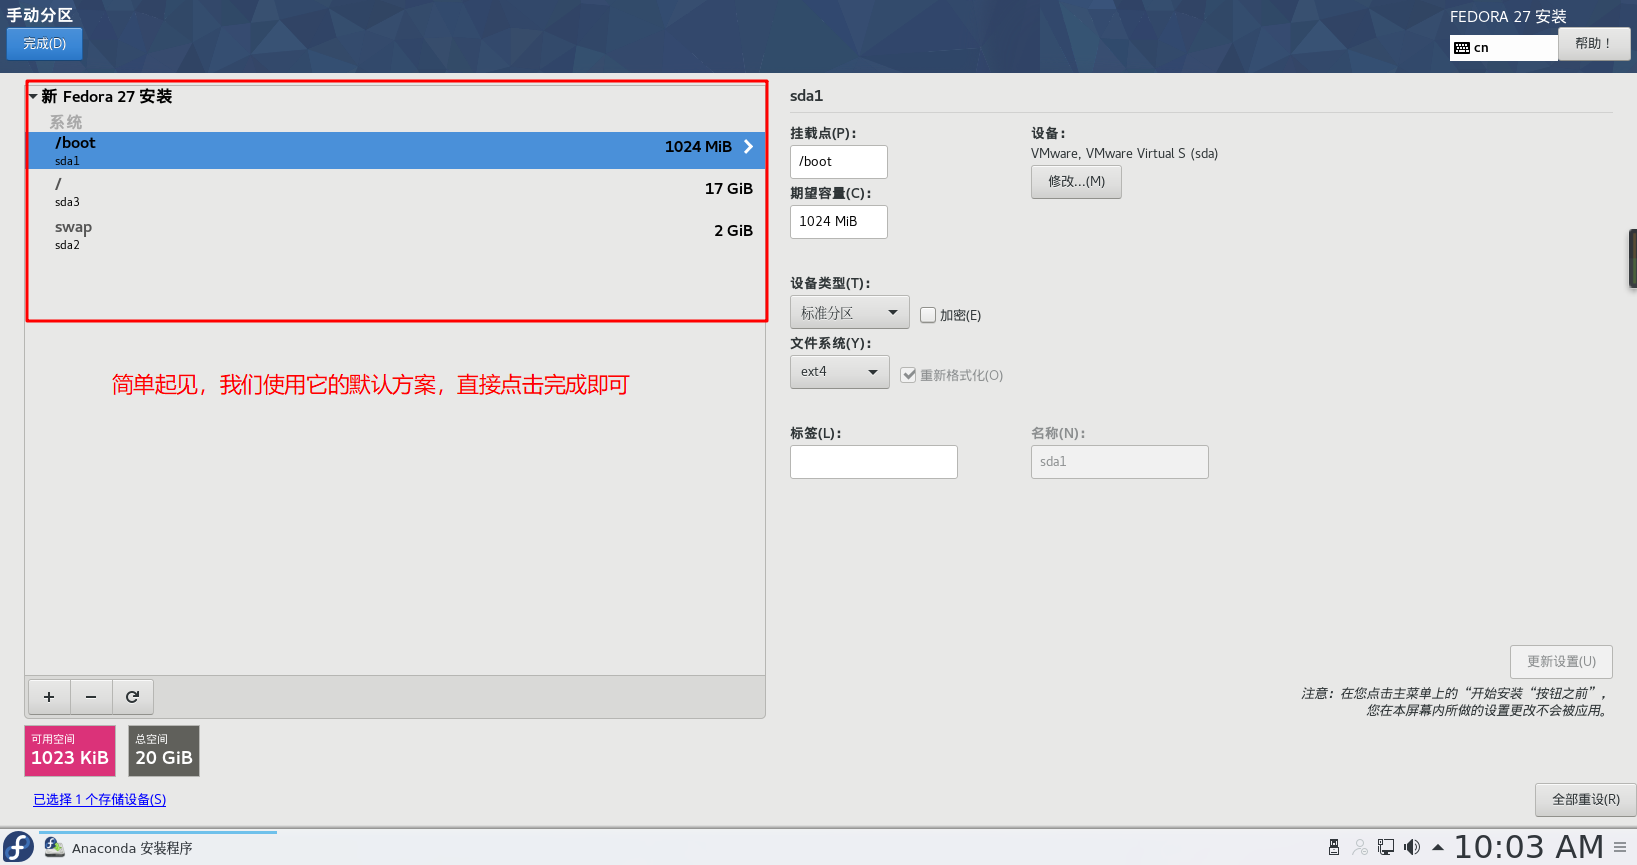 手动分区
完成(D)
FEDORA 27 安装
cn
帮助！
新 Fedora 27 安装
系统
/boot
sda1
1024 MiB
/
sda3
17 GiB
swap
sda2
2 GiB
简单起见，我们使用它的默认方案，直接点击完成即可
sda1
挂载点(P)：
/boot
期望容量(C)：
1024 MiB
设备：
VMware, VMware Virtual S (sda)
修改...(M)
设备类型(T)：
标准分区
加密(E)
文件系统(Y)：
ext4
重新格式化(O)
标签(L)：
名称(N)：
sda1
更新设置(U)
注意：在您点击主菜单上的“开始安装“按钮之前”，
您在本屏幕内所做的设置更改不会被应用。
+
−
可用空间
1023 KiB
总空间
20 GiB
已选择 1 个存储设备(S)
全部重设(R)
Anaconda 安装程序
10:03 AM